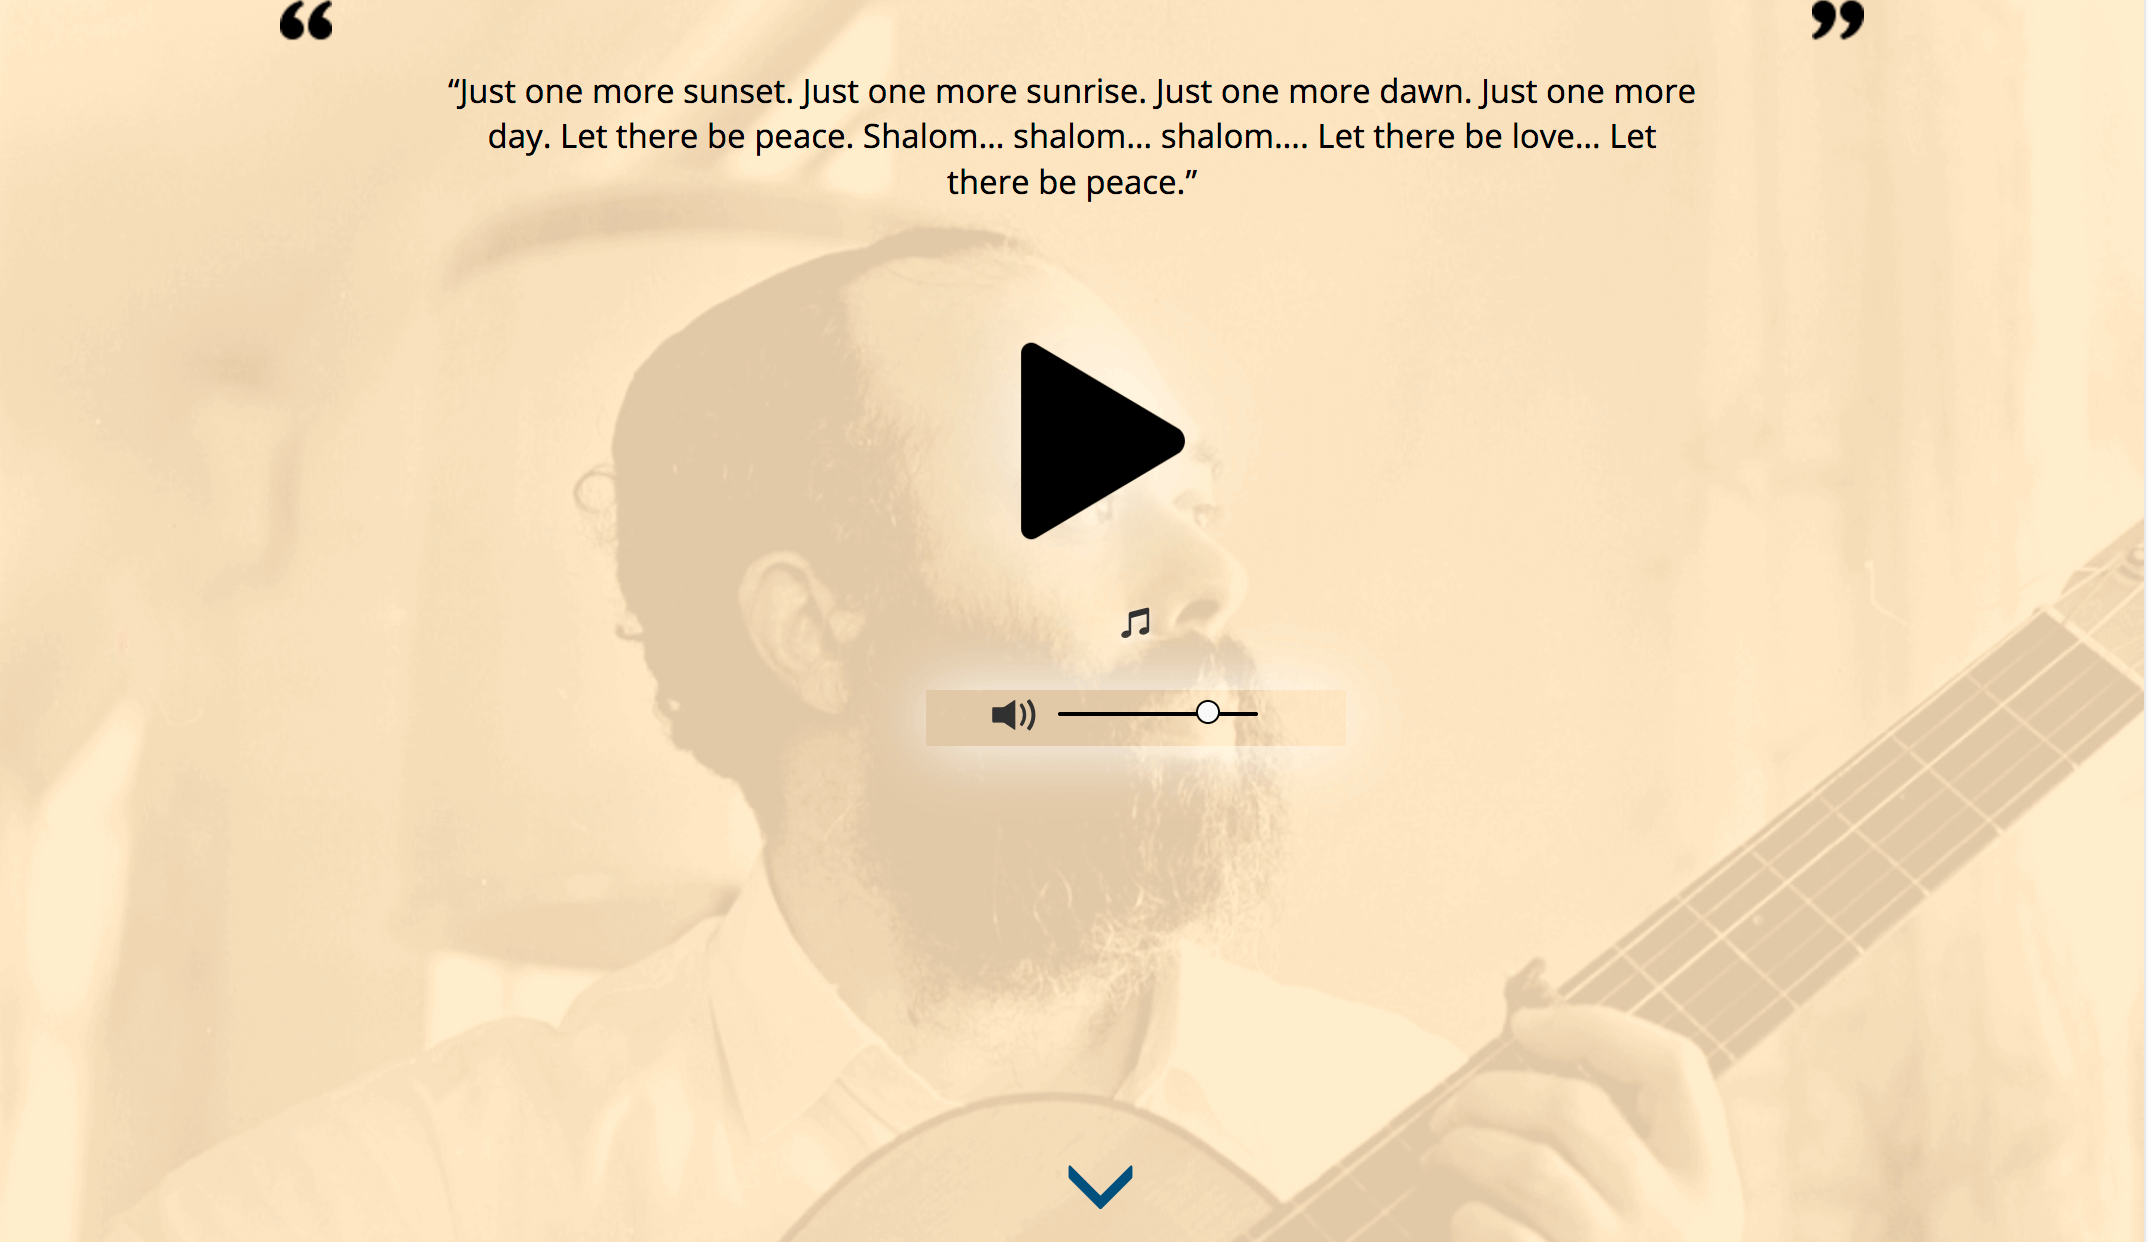 “Just one more sunset. Just one more sunrise. Just one more dawn. Just one more
day. Let there be peace. Shalom... shalom... shalom.... Let there be love... Let
there be peace.”